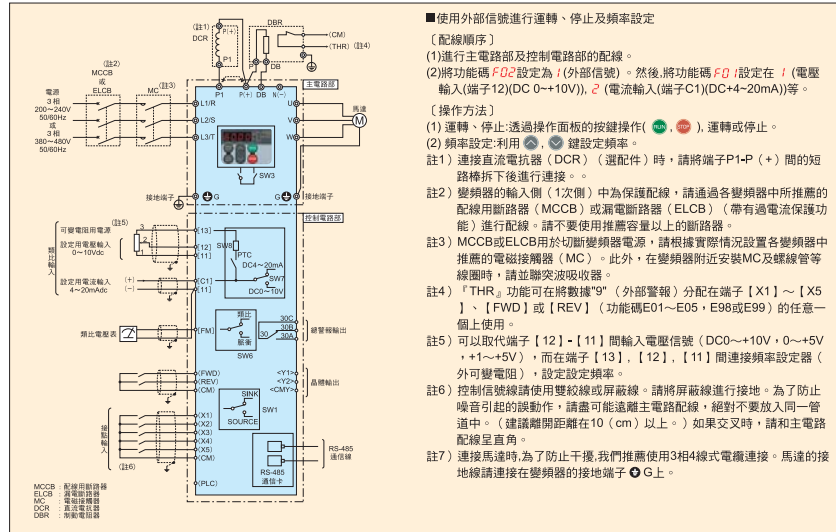 (註1)
DCR
P(+)
P1
DBR
P
DB
(CM)
(THR) (註4)
(註2)
MCCB
或
ELCB
MC (註3)
電源
3相
200～240V
50/60Hz
或
3相
380～480V
50/60Hz
主電路部
P1 P(+) DB N(−)
L1/R
L2/S
L3/T
U
V
W
馬達
M
SW3
接地端子
G
G
接地端子
控制電路部
(註5)
可變電阻用電源
設定用電壓輸入
0～10Vdc
設定用電流輸入
4～20mAdc
(+)
(−)
類比輸入
3
2
1
[13]
[12]
[11]
[C1]
[11]
SW8
PTC
DC4～20mA
SW7
DC0～10V
類比電壓表
[FM]
類比
脈衝
SW6
30C
30B
30
30A
總警報輸出
(FWD)
(REV)
(CM)
<Y1>
<Y2>
<CMY>
晶體輸出
SINK
SW1
SOURCE
接點輸入
(X1)
(X2)
(X3)
(X4)
(X5)
(CM)
(註6)
(PLC)
RS-485
通信卡
RS-485
通信線
MCCB : 配線用斷路器
ELCB : 漏電斷路器
MC : 電磁接觸器
DCR : 直流電抗器
DBR : 制動電阻器
■使用外部信號進行運轉、停止及頻率設定
〔配線順序〕
(1)進行主電路部及控制電路部的配線。
(2)將功能碼 F02 設定為 1 (外部信號) 。然後,將功能碼 F01 設定在 1 (電壓
輸入(端子12)(DC 0~+10V)), 2 (電流輸入(端子C1)(DC+4~20mA))等。
〔操作方法〕
(1) 運轉、停止:透過操作面板的按鍵操作( RUN, STOP ), 運轉或停止。
(2) 頻率設定:利用 , 鍵設定頻率。
註1）連接直流電抗器（DCR）（選配件）時，請將端子P1-P（+）間的短
路棒拆下後進行連接。。
註2）變頻器的輸入側（1次側）中為保護配線，請通過各變頻器中所推薦的
配線用斷路器（MCCB）或漏電斷路器（ELCB）（帶有過電流保護功
能）進行配線。請不要使用推薦容量以上的斷路器。
註3）MCCB或ELCB用於切斷變頻器電源，請根據實際情況設置各變頻器中
推薦的電磁接觸器（MC）。此外，在變頻器附近安裝MC及螺線管等
線圈時，請並聯突波吸收器。
註4）『THR』功能可在將數據"9"（外部警報）分配在端子【X1】～【X5
】、【FWD】或【REV】（功能碼E01～E05，E98或E99）的任意一
個上使用。
註5）可以取代端子【12】-【11】間輸入電壓信號（DC0～+10V，0～+5V
，+1～+5V），而在端子【13】,【12】,【11】間連接頻率設定器（
外可變電阻），設定設定頻率。
註6）控制信號線請使用雙絞線或屏蔽線。請將屏蔽線進行接地。為了防止
噪音引起的誤動作，請盡可能遠離主電路配線，絕對不要放入同一管
道中。（建議離開距離在10（cm）以上。）如果交叉時，請和主電路
配線呈直角。
註7）連接馬達時,為了防止干擾,我們推薦使用3相4線式電纜連接。馬達的接
地線請連接在變頻器的接地端子 G上。